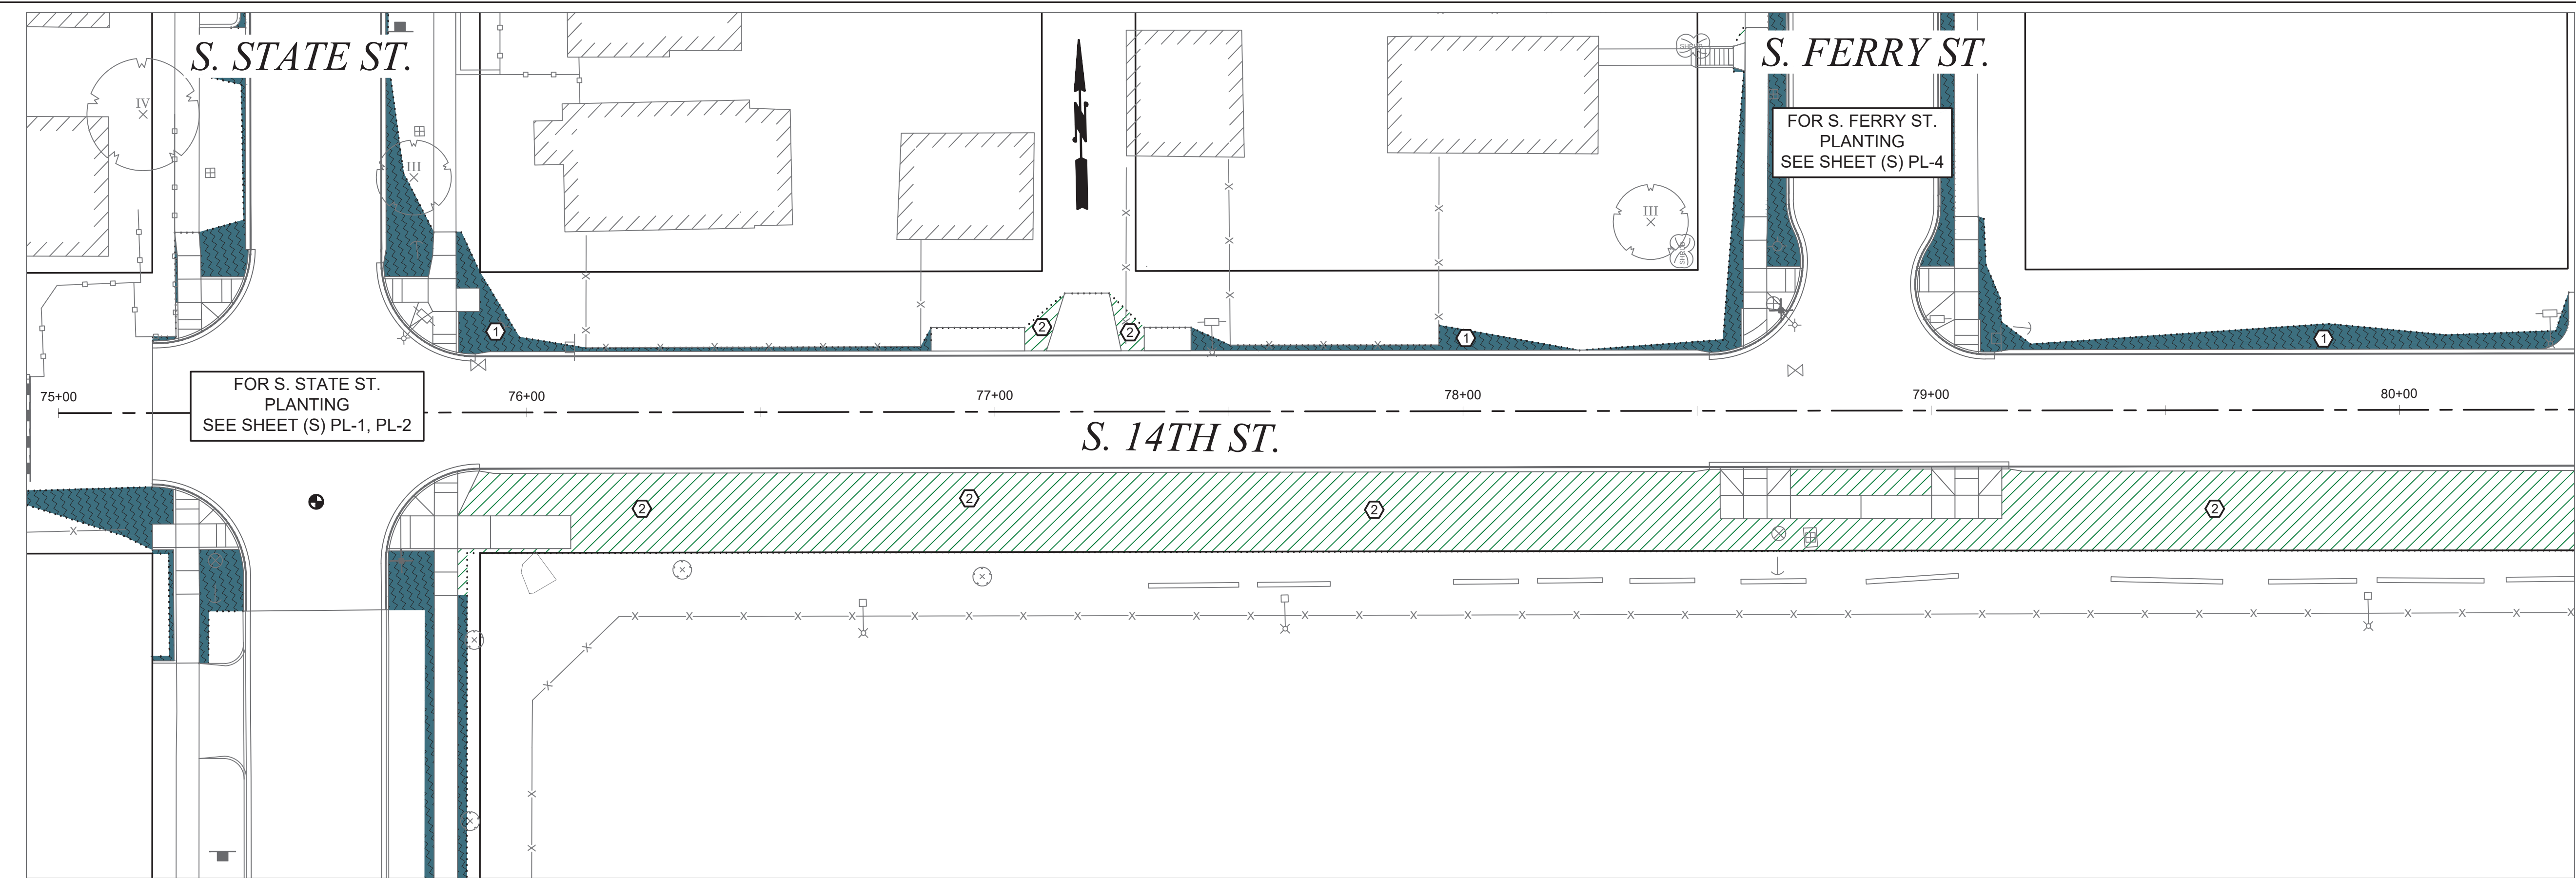 S. STATE ST.
S. FERRY ST.
SHRUB
IV
III
FOR S. FERRY ST.
PLANTING
SEE SHEET (S) PL-4
III
SHRUB
N
1
2
2
1
1
FOR S. STATE ST.
PLANTING
SEE SHEET (S) PL-1, PL-2
75+00
76+00
77+00
78+00
79+00
80+00
S. 14TH ST.
2
2
2
2